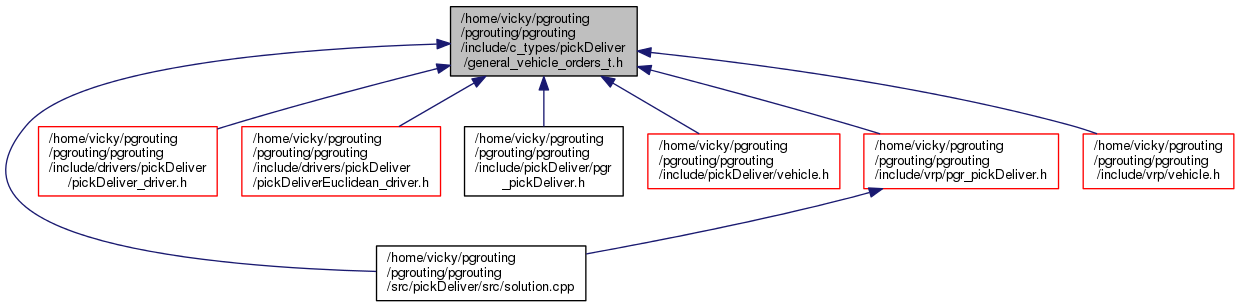 /home/vicky/pgrouting
/pgrouting/pgrouting
/include/c_types/pickDeliver
/general_vehicle_orders_t.h
/home/vicky/pgrouting
/pgrouting/pgrouting
/include/drivers/pickDeliver
/pickDeliver_driver.h
/home/vicky/pgrouting
/pgrouting/pgrouting
/include/drivers/pickDeliver
/pickDeliverEuclidean_driver.h
/home/vicky/pgrouting
/pgrouting/pgrouting
/include/pickDeliver/pgr
_pickDeliver.h
/home/vicky/pgrouting
/pgrouting/pgrouting
/include/pickDeliver/vehicle.h
/home/vicky/pgrouting
/pgrouting/pgrouting
/include/vrp/pgr_pickDeliver.h
/home/vicky/pgrouting
/pgrouting/pgrouting
/include/vrp/vehicle.h
/home/vicky/pgrouting
/pgrouting/pgrouting
/src/pickDeliver/src/solution.cpp